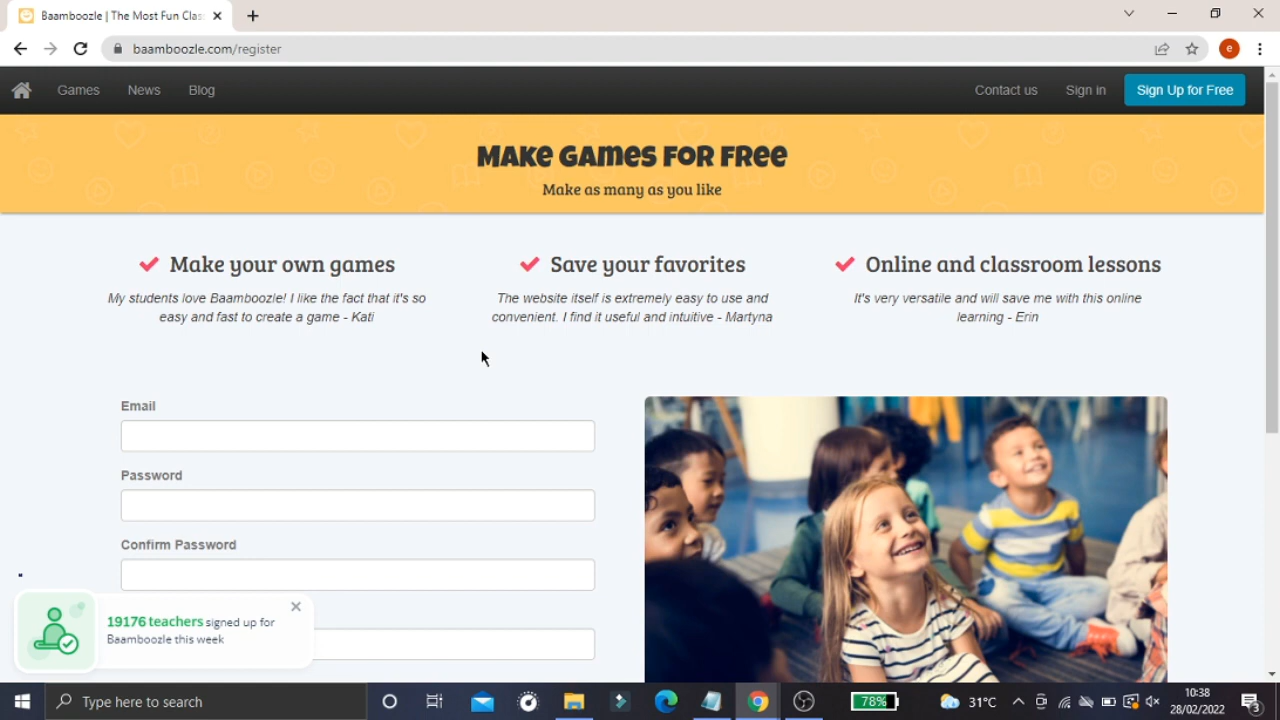 Baamboozle | The Most Fun Clas
baamboozle.com/register
e
Games
News
Blog
Contact us
Sign in
Sign Up for Free
Make Games for Free
Make as many as you like
Make your own games
My students love Baamboozle! I like the fact that it's so
easy and fast to create a game - Kati
Save your favorites
The website itself is extremely easy to use and
convenient. I find it useful and intuitive - Martyna
Online and classroom lessons
It's very versatile and will save me with this online
learning - Erin
Email
Password
Confirm Password
19176 teachers signed up for
Baamboozle this week
Type here to search
78%
31°C
10:38
28/02/2022
3